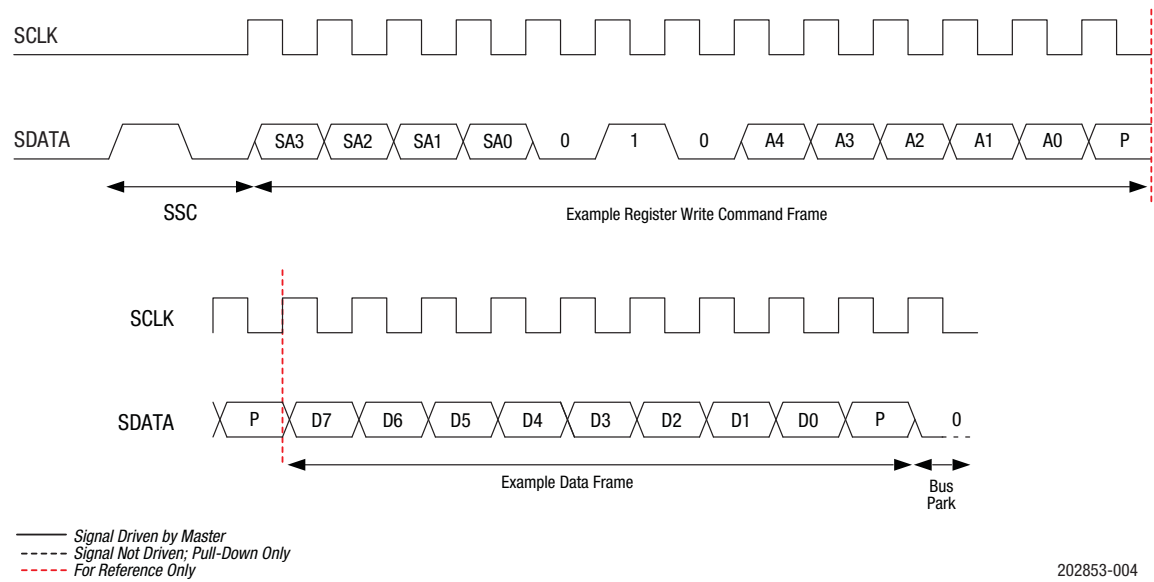 SCLK
SDATA SA3 SA2 SA1 SA0 0 1 0 A4 A3 A2 A1 A0 P
SSC Example Register Write Command Frame
SCLK
SDATA P D7 D6 D5 D4 D3 D2 D1 D0 P 0
Example Data Frame Bus
Park
Signal Driven by Master
Signal Not Driven; Pull-Down Only
For Reference Only 202853-004